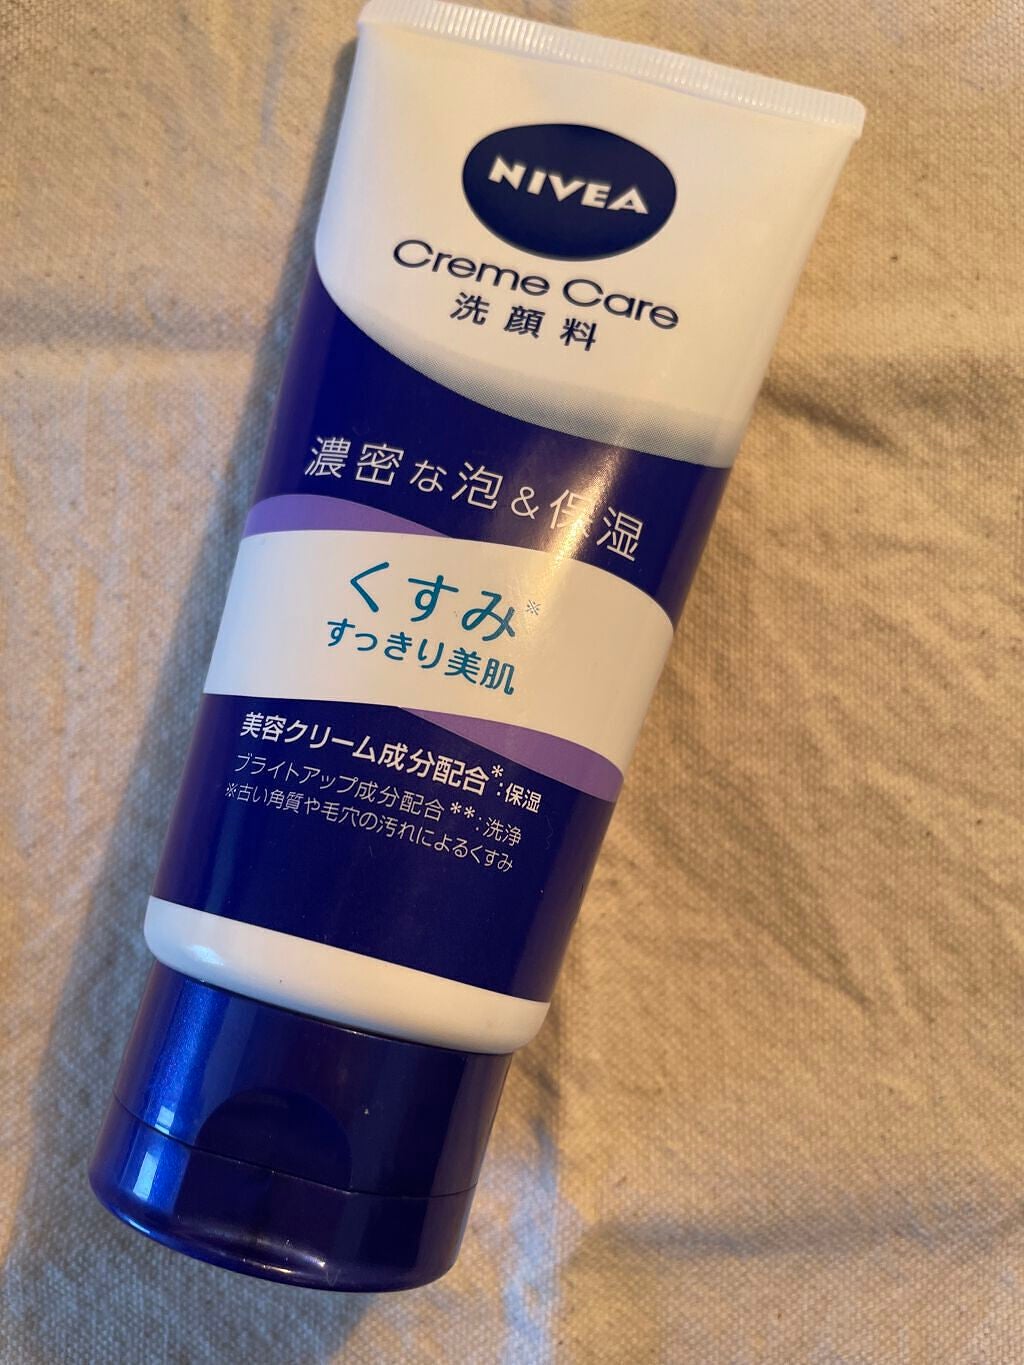 NIVEA
Creme Care
洗顔料
濃密な泡&保湿
くすみ※
すっきり美肌
美容クリーム成分配合*:保湿
ブライトアップ成分配合**:洗浄
※古い角質や毛穴の汚れによるくすみ